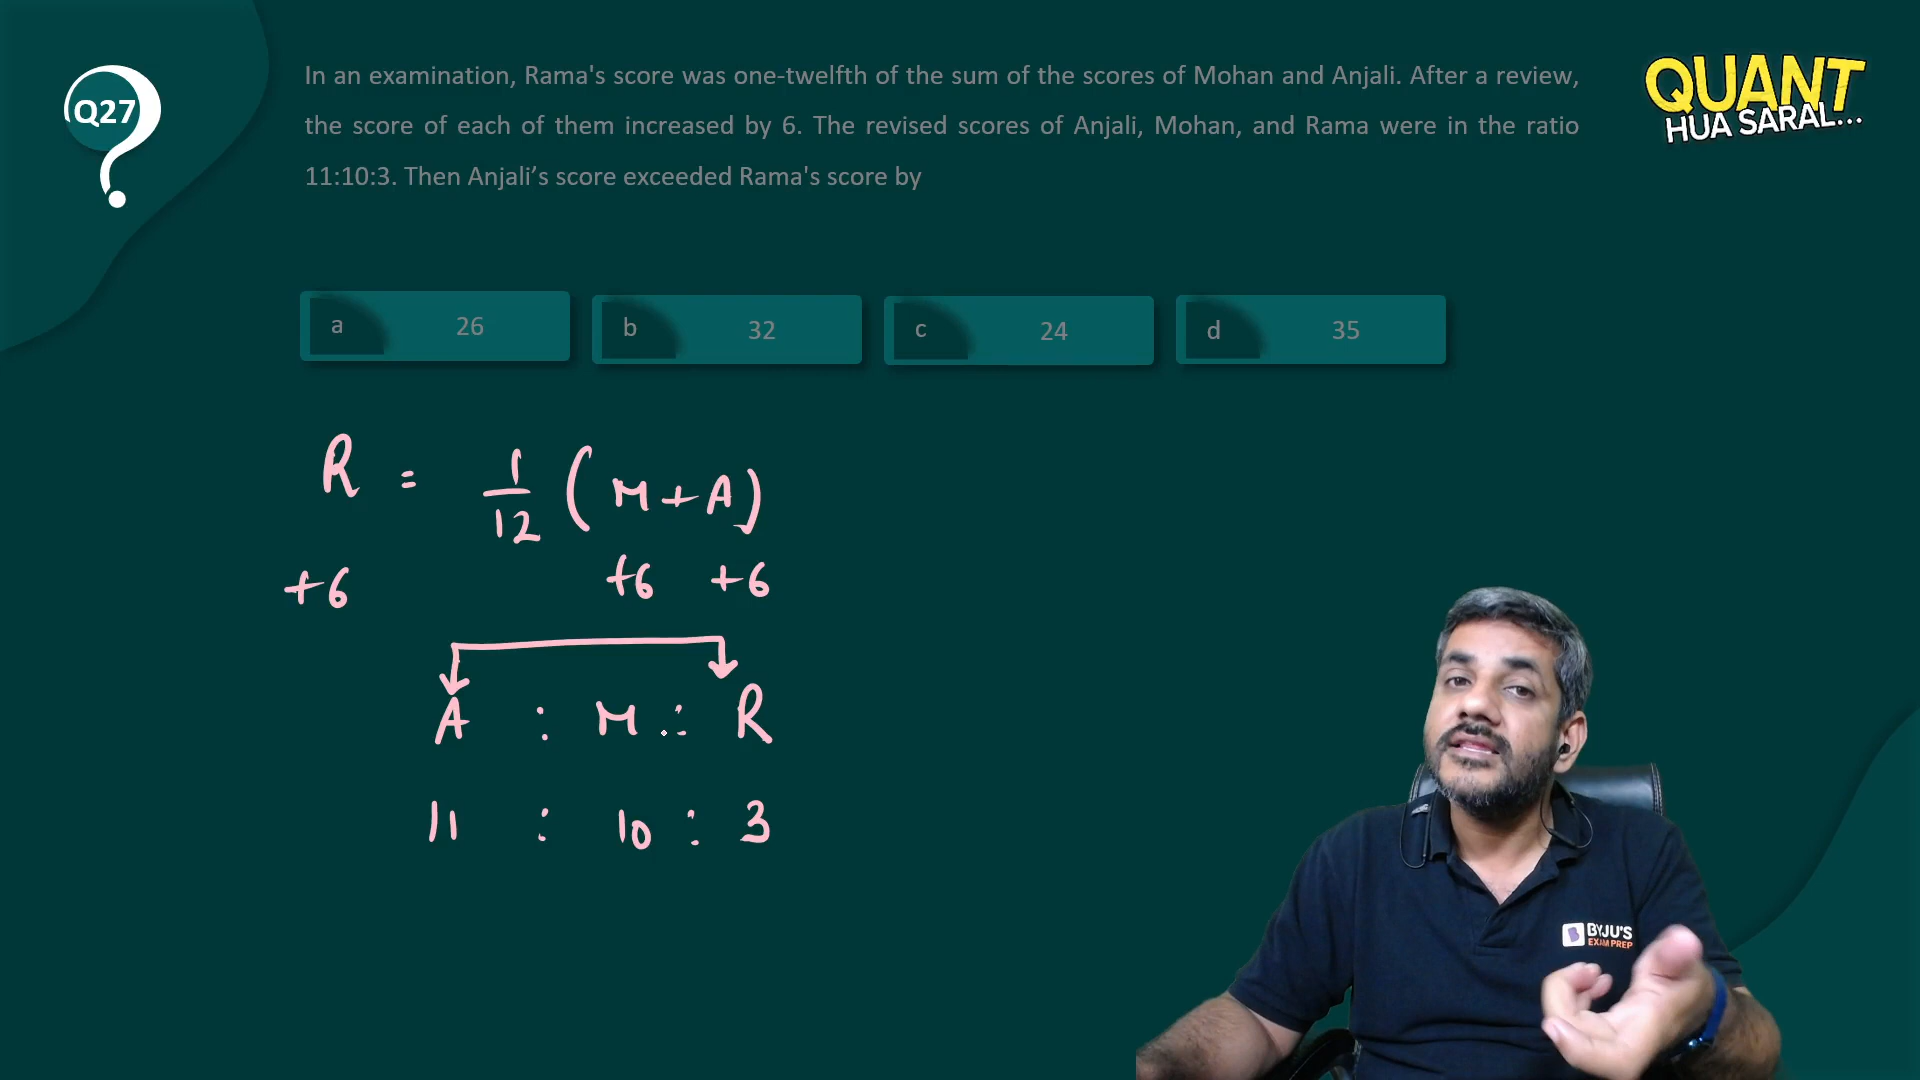 Q27
In an examination, Rama's score was one-twelfth of the sum of the scores of Mohan and Anjali. After a review,
the score of each of them increased by 6. The revised scores of Anjali, Mohan, and Rama were in the ratio
11:10:3. Then Anjali’s score exceeded Rama's score by
QUANT
HUA SARAL...
a 26 b 32 c 24 d 35
R = 1/12 (M+A)
+6 +6 +6
A : M : R
11 : 10 : 3
BYJU'S
EXAM PREP